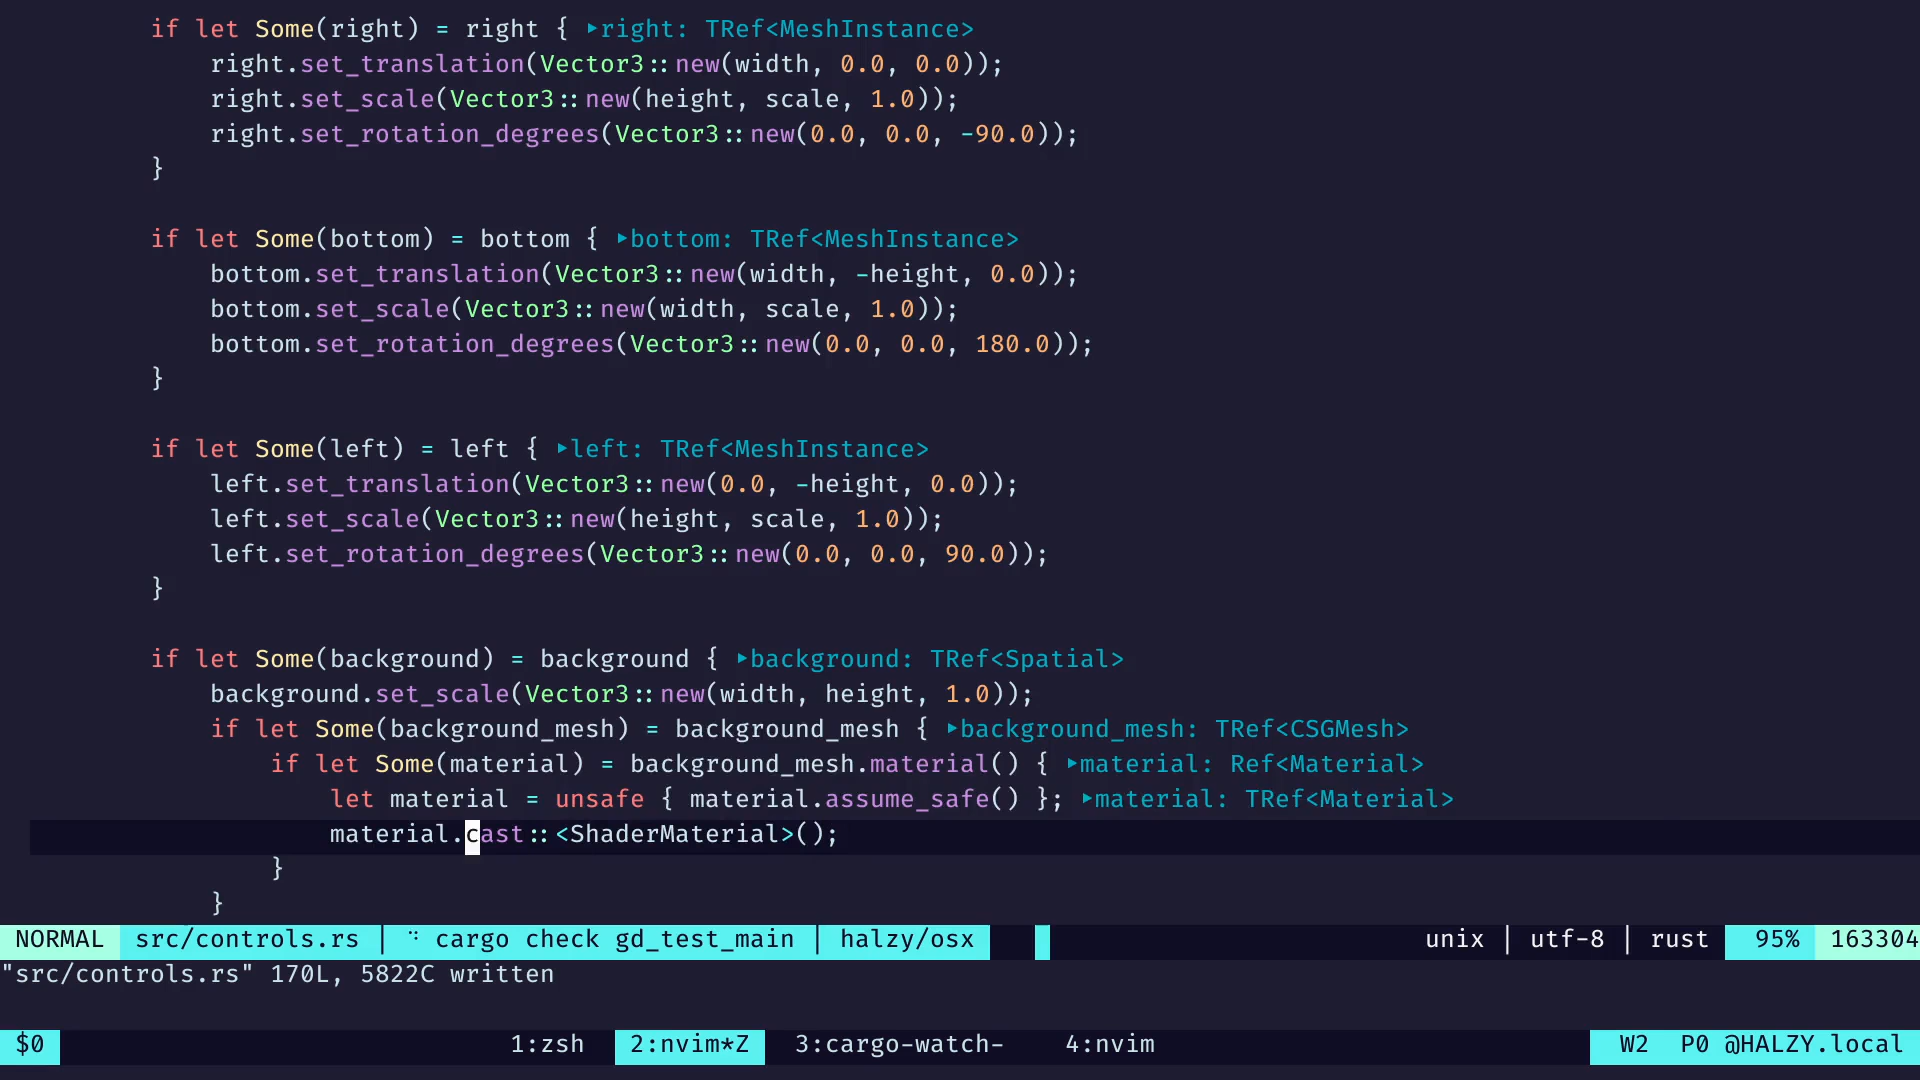 if let Some(right) = right { ‣right: TRef<MeshInstance>
right.set_translation(Vector3::new(width, 0.0, 0.0));
right.set_scale(Vector3::new(height, scale, 1.0));
right.set_rotation_degrees(Vector3::new(0.0, 0.0, -90.0));
}
if let Some(bottom) = bottom { ‣bottom: TRef<MeshInstance>
bottom.set_translation(Vector3::new(width, -height, 0.0));
bottom.set_scale(Vector3::new(width, scale, 1.0));
bottom.set_rotation_degrees(Vector3::new(0.0, 0.0, 180.0));
}
if let Some(left) = left { ‣left: TRef<MeshInstance>
left.set_translation(Vector3::new(0.0, -height, 0.0));
left.set_scale(Vector3::new(height, scale, 1.0));
left.set_rotation_degrees(Vector3::new(0.0, 0.0, 90.0));
}
if let Some(background) = background { ‣background: TRef<Spatial>
background.set_scale(Vector3::new(width, height, 1.0));
if let Some(background_mesh) = background_mesh { ‣background_mesh: TRef<CSGMesh>
if let Some(material) = background_mesh.material() { ‣material: Ref<Material>
let material = unsafe { material.assume_safe() }; ‣material: TRef<Material>
material.cast::<ShaderMaterial>();
}
}
NORMAL src/controls.rs | cargo check gd_test_main | halzy/osx unix | utf-8 | rust 95% 163304
"src/controls.rs" 170L, 5822C written
$0 1:zsh 2:nvim*Z 3:cargo-watch- 4:nvim W2 P0 @HALZY.local